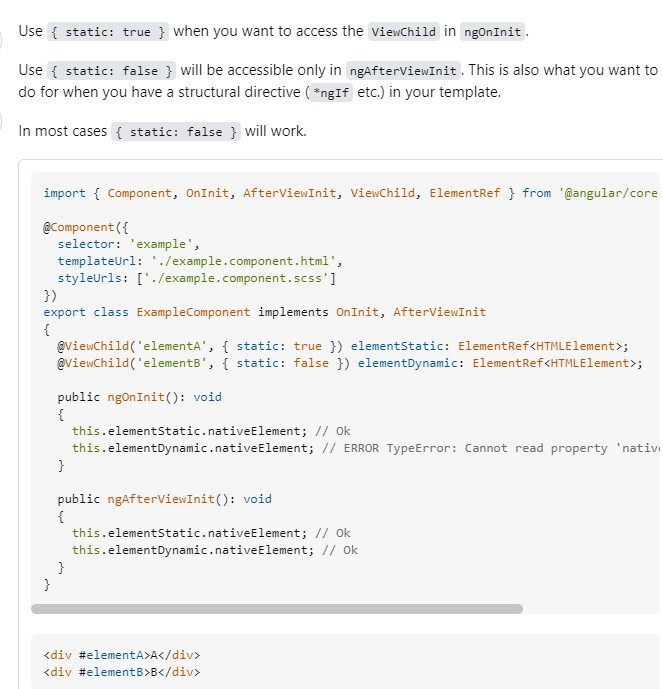 Use { static: true } when you want to access the ViewChild in ngOnInit.
Use { static: false } will be accessible only in ngAfterViewInit. This is also what you want to
do for when you have a structural directive (*ngIf etc.) in your template.
In most cases { static: false } will work.
import { Component, OnInit, AfterViewInit, ViewChild, ElementRef } from '@angular/core
@Component({
  selector: 'example',
  templateUrl: './example.component.html',
  styleUrls: ['./example.component.scss']
})
export class ExampleComponent implements OnInit, AfterViewInit
{
  @ViewChild('elementA', { static: true }) elementStatic: ElementRef<HTMLElement>;
  @ViewChild('elementB', { static: false }) elementDynamic: ElementRef<HTMLElement>;
  public ngOnInit(): void
  {
    this.elementStatic.nativeElement; // Ok
    this.elementDynamic.nativeElement; // ERROR TypeError: Cannot read property 'native
  }
  public ngAfterViewInit(): void
  {
    this.elementStatic.nativeElement; // Ok
    this.elementDynamic.nativeElement; // Ok
  }
}
<div #elementA>A</div>
<div #elementB>B</div>